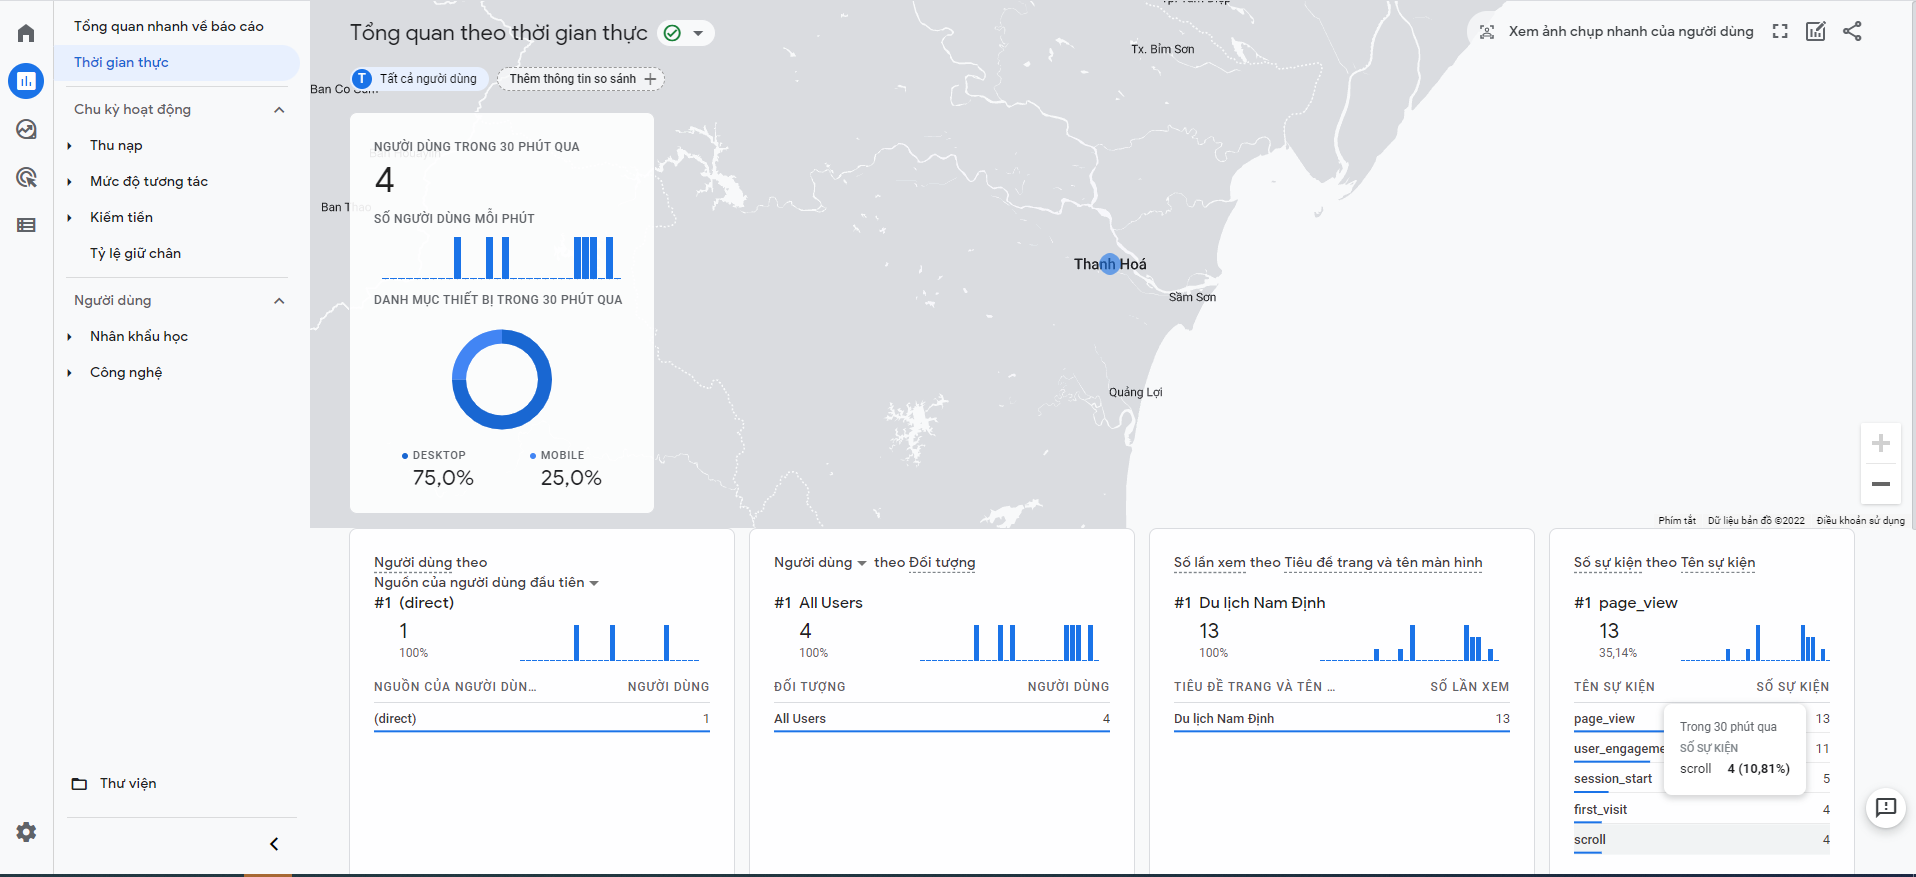 Tổng quan nhanh về báo cáo
Thời gian thực
Chu kỳ hoạt động
Thu nạp
Mức độ tương tác
Kiếm tiền
Tỷ lệ giữ chân
Người dùng
Nhân khẩu học
Công nghệ
Thư viện
Tổng quan theo thời gian thực
Xem ảnh chụp nhanh của người dùng
T Tất cả người dùng
Thêm thông tin so sánh
Tx. Bỉm Sơn
Ban Co
Ban Thao
Thanh Hoá
Sầm Sơn
Quảng Lợi
NGƯỜI DÙNG TRONG 30 PHÚT QUA
4
SỐ NGƯỜI DÙNG MỖI PHÚT
DANH MỤC THIẾT BỊ TRONG 30 PHÚT QUA
DESKTOP
75,0%
MOBILE
25,0%
Phím tắt Dữ liệu bản đồ ©2022 Điều khoản sử dụng
Người dùng theo
Nguồn của người dùng đầu tiên
#1 (direct)
1
100%
NGUỒN CỦA NGƯỜI DÙN… NGƯỜI DÙNG
(direct) 1
Người dùng theo Đối tượng
#1 All Users
4
100%
ĐỐI TƯỢNG NGƯỜI DÙNG
All Users 4
Số lần xem theo Tiêu đề trang và tên màn hình
#1 Du lịch Nam Định
13
100%
TIÊU ĐỀ TRANG VÀ TÊN … SỐ LẦN XEM
Du lịch Nam Định 13
Số sự kiện theo Tên sự kiện
#1 page_view
13
35,14%
TÊN SỰ KIỆN SỐ SỰ KIỆN
page_view 13
user_engageme 11
session_start 5
first_visit 4
scroll 4
Trong 30 phút qua
SỐ SỰ KIỆN
scroll 4 (10,81%)